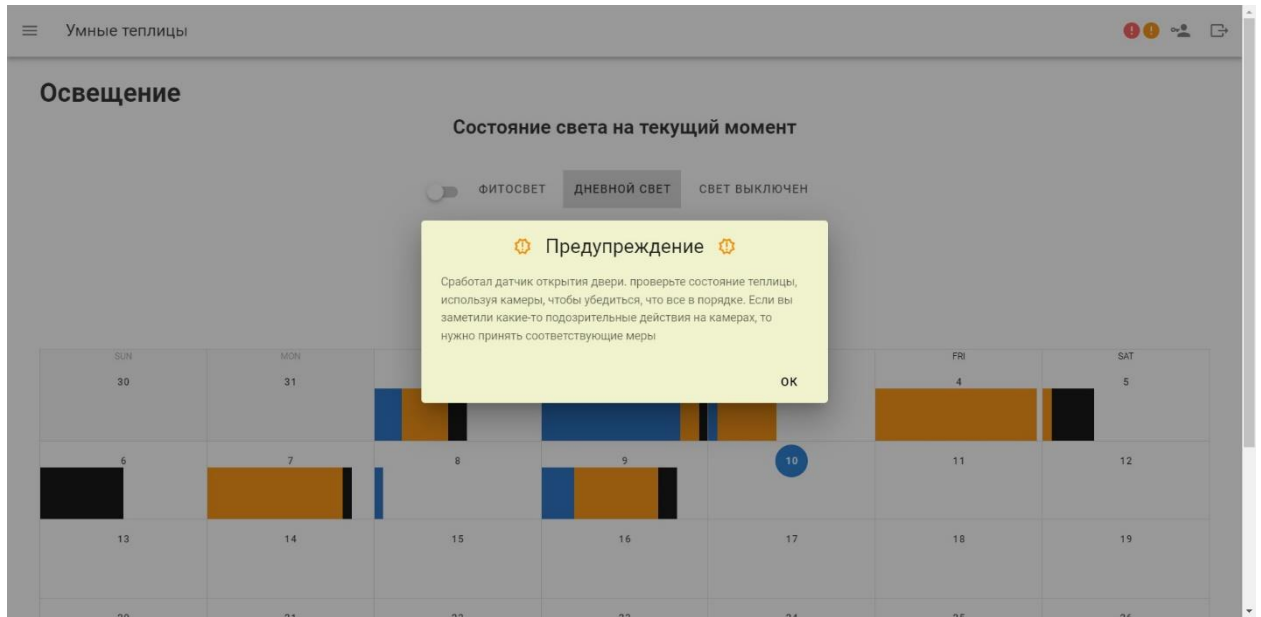 Умные теплицы
Освещение
Состояние света на текущий момент
ФИТОСВЕТ ДНЕВНОЙ СВЕТ СВЕТ ВЫКЛЮЧЕН
Предупреждение
Сработал датчик открытия двери. проверьте состояние теплицы,
используя камеры, чтобы убедиться, что все в порядке. Если вы
заметили какие-то подозрительные действия на камерах, то
нужно принять соответствующие меры
ОК
SUN MON FRI SAT
30 31 4 5
6 7 8 9 10 11 12
13 14 15 16 17 18 19